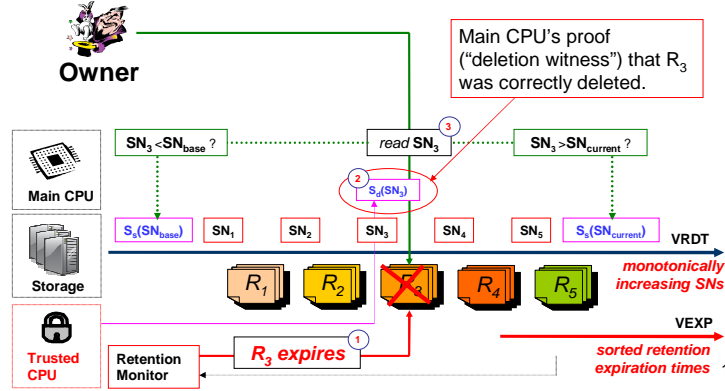 Owner
Main CPU's proof
("deletion witness") that R3
was correctly deleted.
3
SN3 <SNbase ?
read SN3
SN3>SNcurrent ?
Main CPU
2
Sd(SN3)
Ss(SNbase)
SN1
SN2
SN3
SN4
SN5
Ss(SNcurrent)
VRDT
Storage
R1
R2
R3
R4
R5
monotonically
increasing SNs
VEXP
Trusted
CPU
1
Retention
Monitor
R3 expires
sorted retention
expiration times